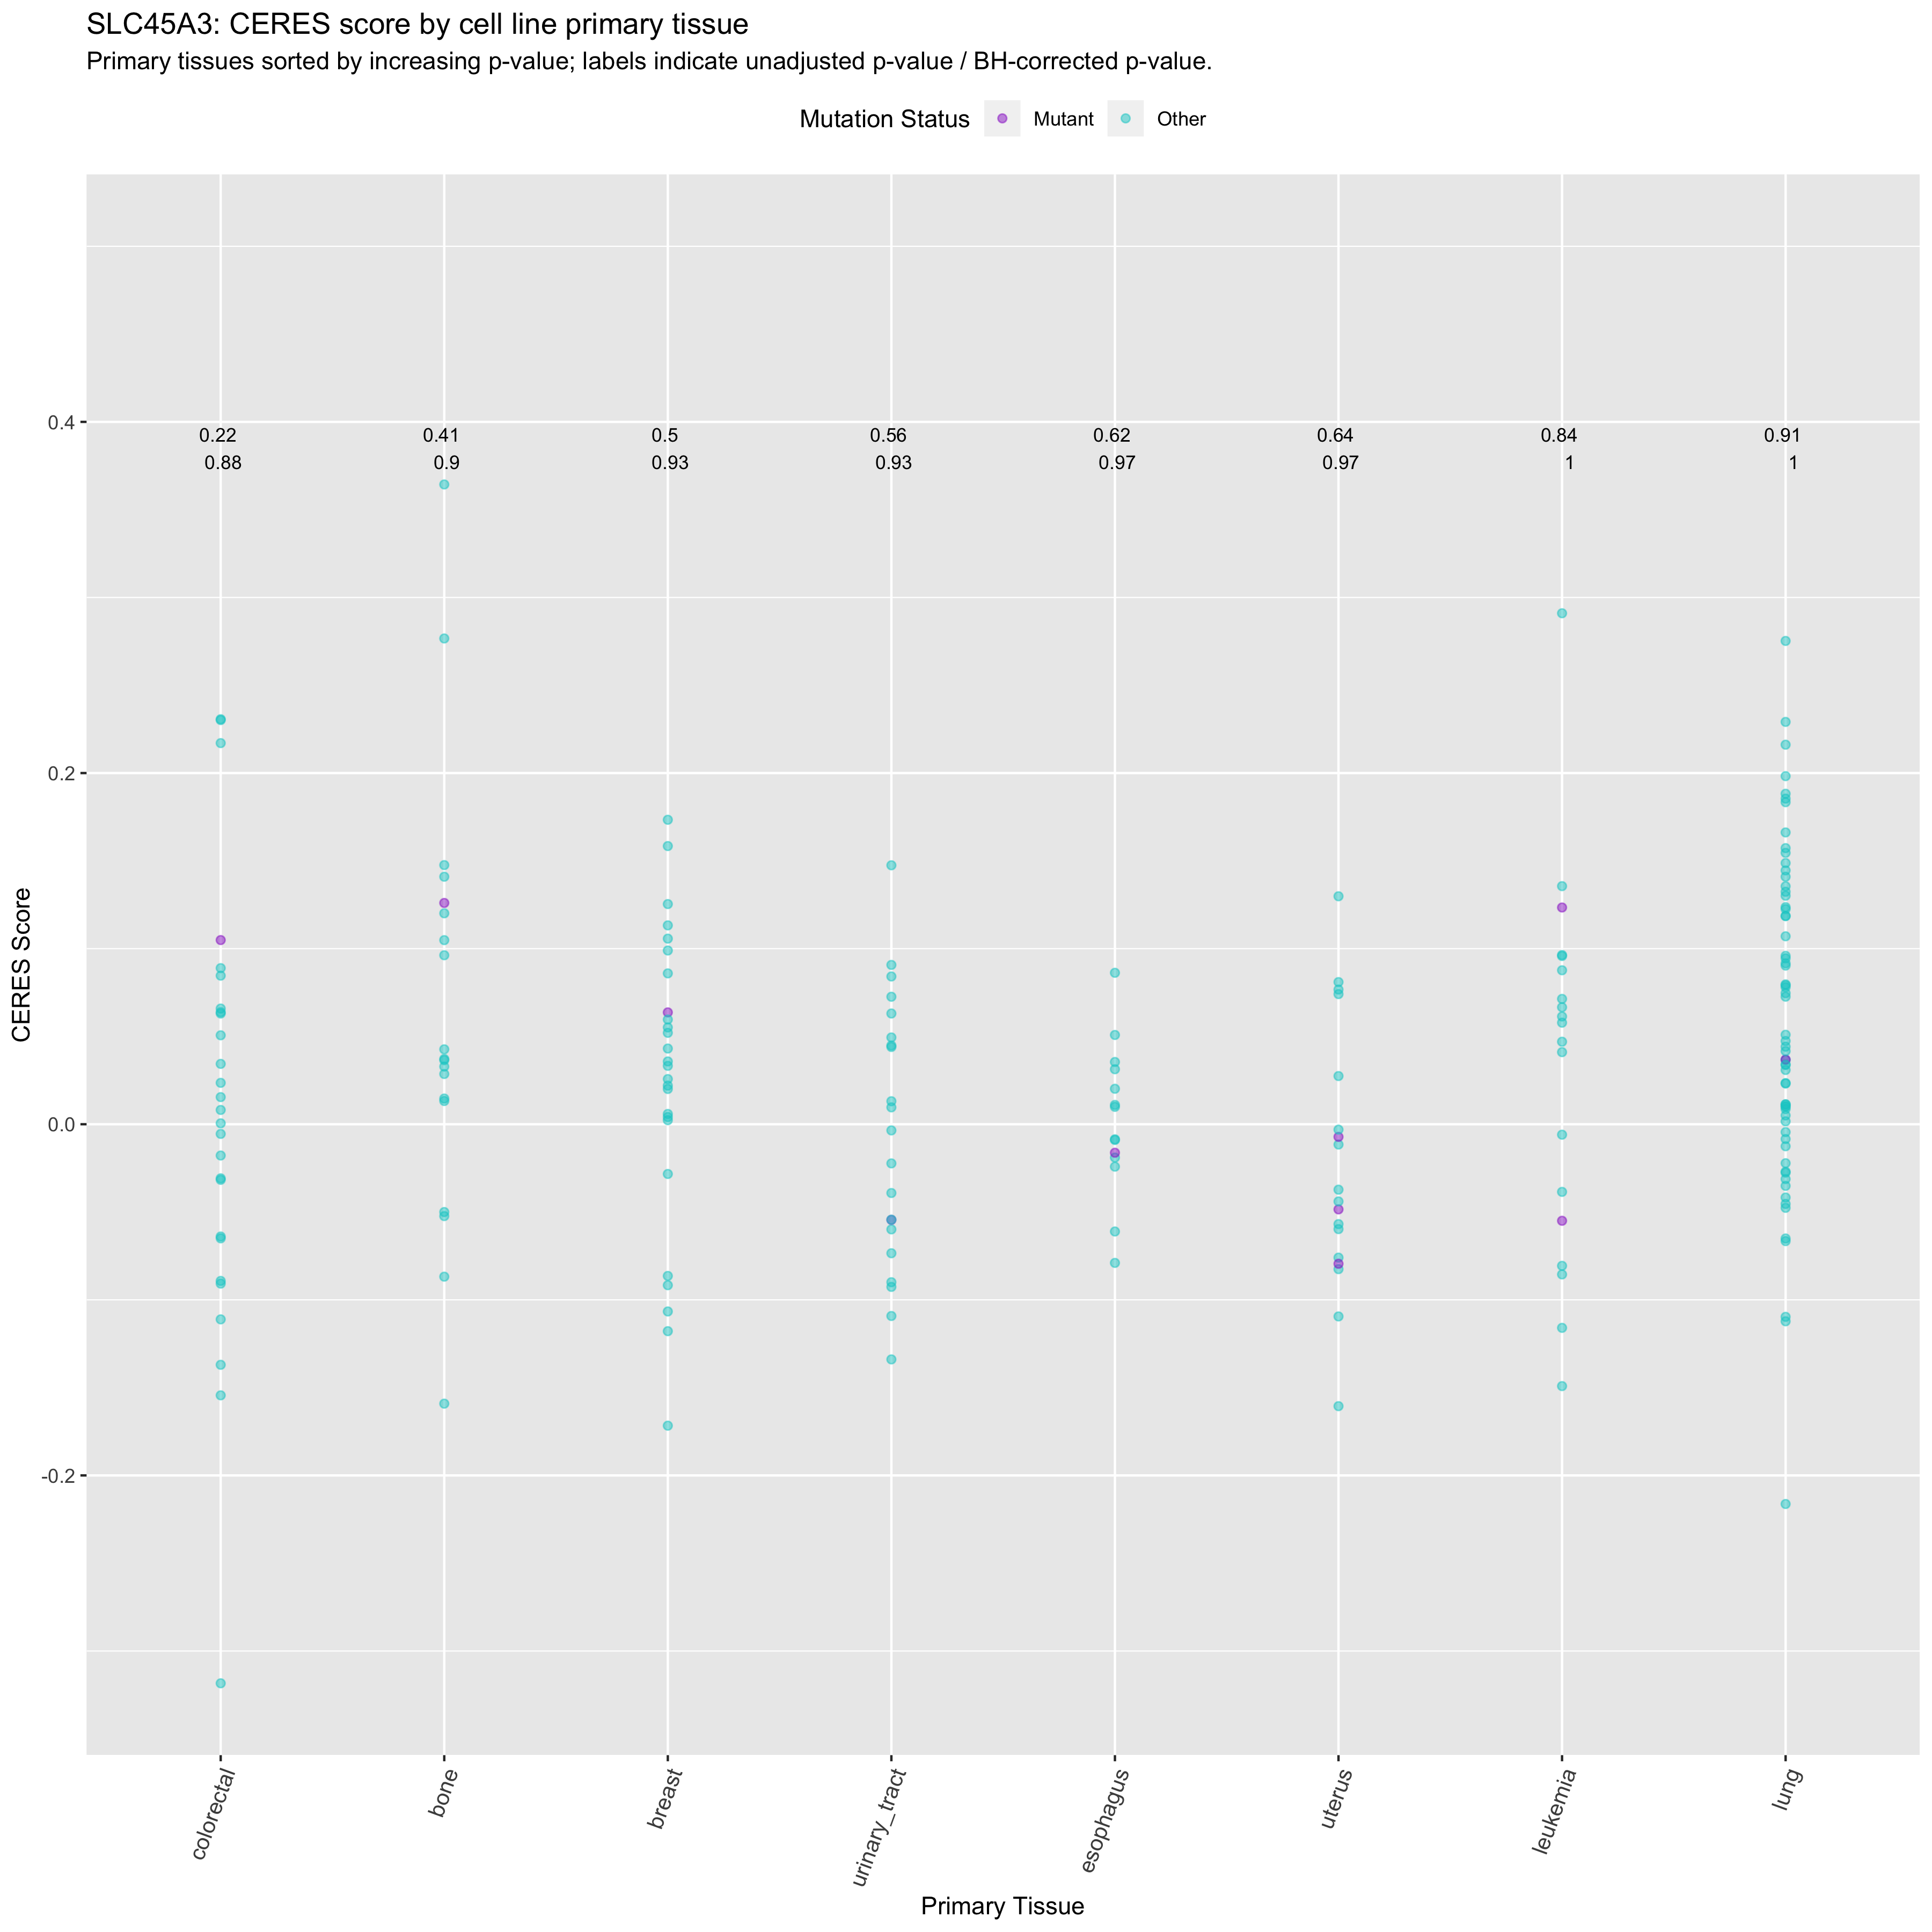 SLC45A3: CERES score by cell line primary tissue
Primary tissues sorted by increasing p-value; labels indicate unadjusted p-value / BH-corrected p-value.
Mutation Status Mutant Other
0.4
0.22 0.41 0.5 0.56 0.62 0.64 0.84 0.91
0.88 0.9 0.93 0.93 0.97 0.97 1 1
0.2
CERES Score
0.0
-0.2
colorectal bone breast urinary_tract esophagus uterus leukemia lung
Primary Tissue